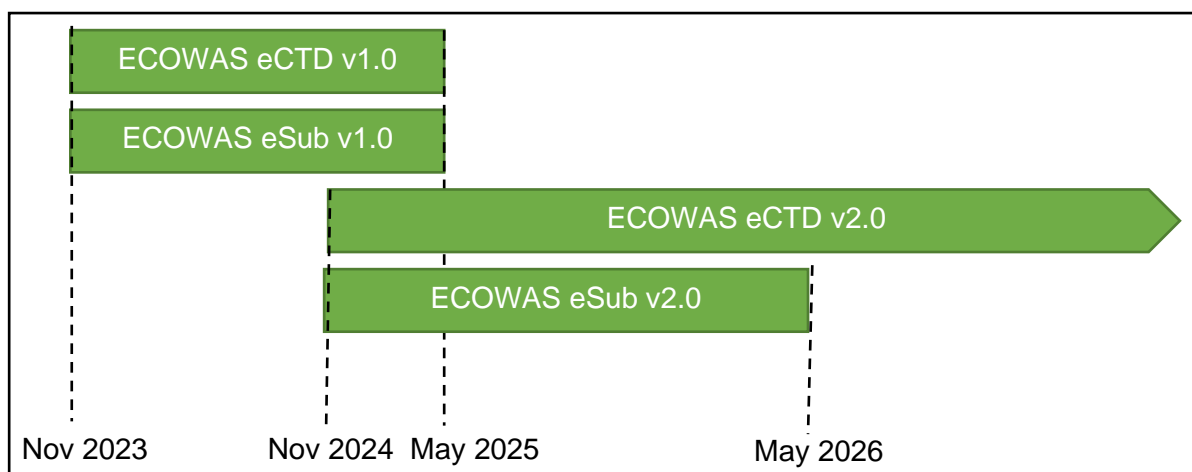 ECOWAS eCTD v1.0
ECOWAS eSub v1.0
ECOWAS eCTD v2.0
ECOWAS eSub v2.0
Nov 2023 Nov 2024 May 2025 May 2026